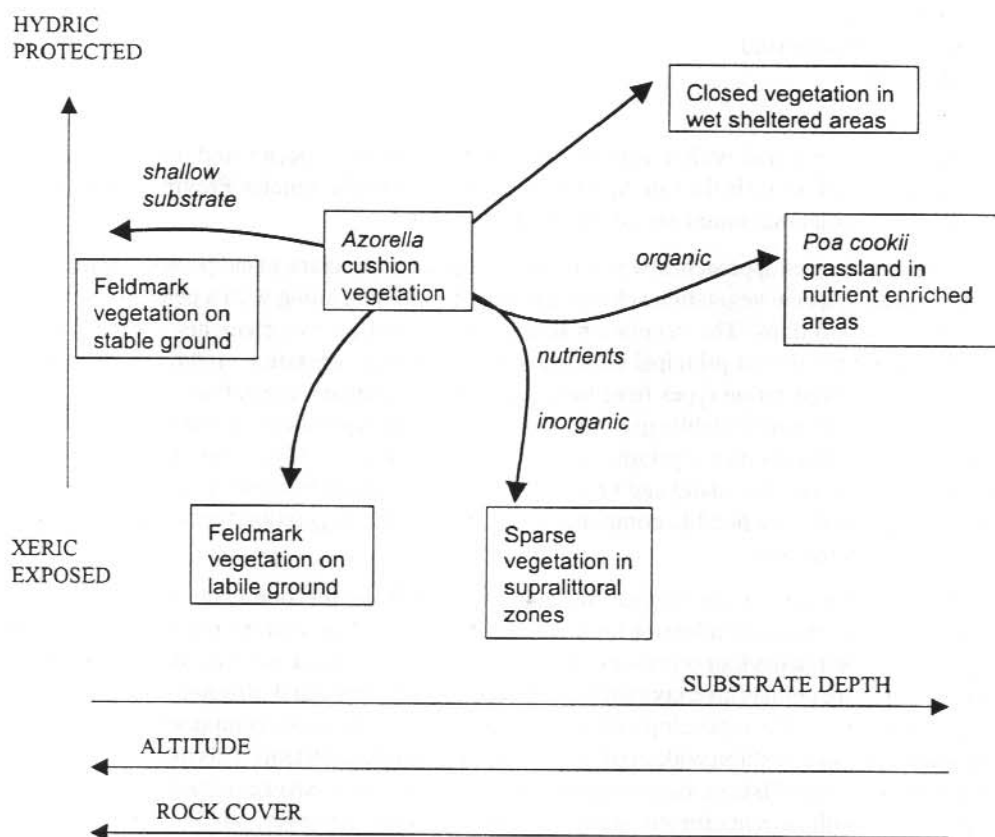 HYDRIC
PROTECTED
Closed vegetation in
wet sheltered areas
shallow
substrate
Azorella
cushion
vegetation
organic
Poa cookii
grassland in
nutrient enriched
areas
Feldmark
vegetation on
stable ground
nutrients
inorganic
XERIC
EXPOSED
Feldmark
vegetation on
labile ground
Sparse
vegetation in
supralittoral
zones
SUBSTRATE DEPTH
ALTITUDE
ROCK COVER